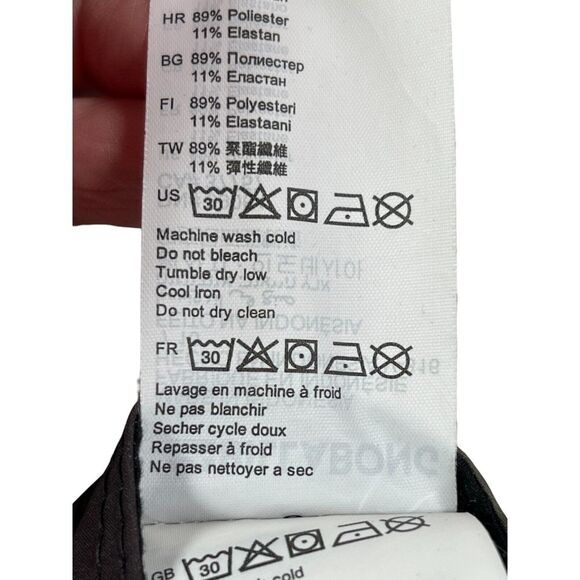 Elastane
HR 89% Poliester
11% Elastan
BG 89% Полиестер
11% Еластан
FI 89% Polyesteri
11% Elastaani
TW 89% 聚酯纖維
11% 彈性纖維
US 30
Machine wash cold
Do not bleach
Tumble dry low
Cool iron
Do not dry clean
FR 30
Lavage en machine à froid
Ne pas blanchir
Secher cycle doux
Repasser à froid
Ne pas nettoyer a sec
GB 30
cold